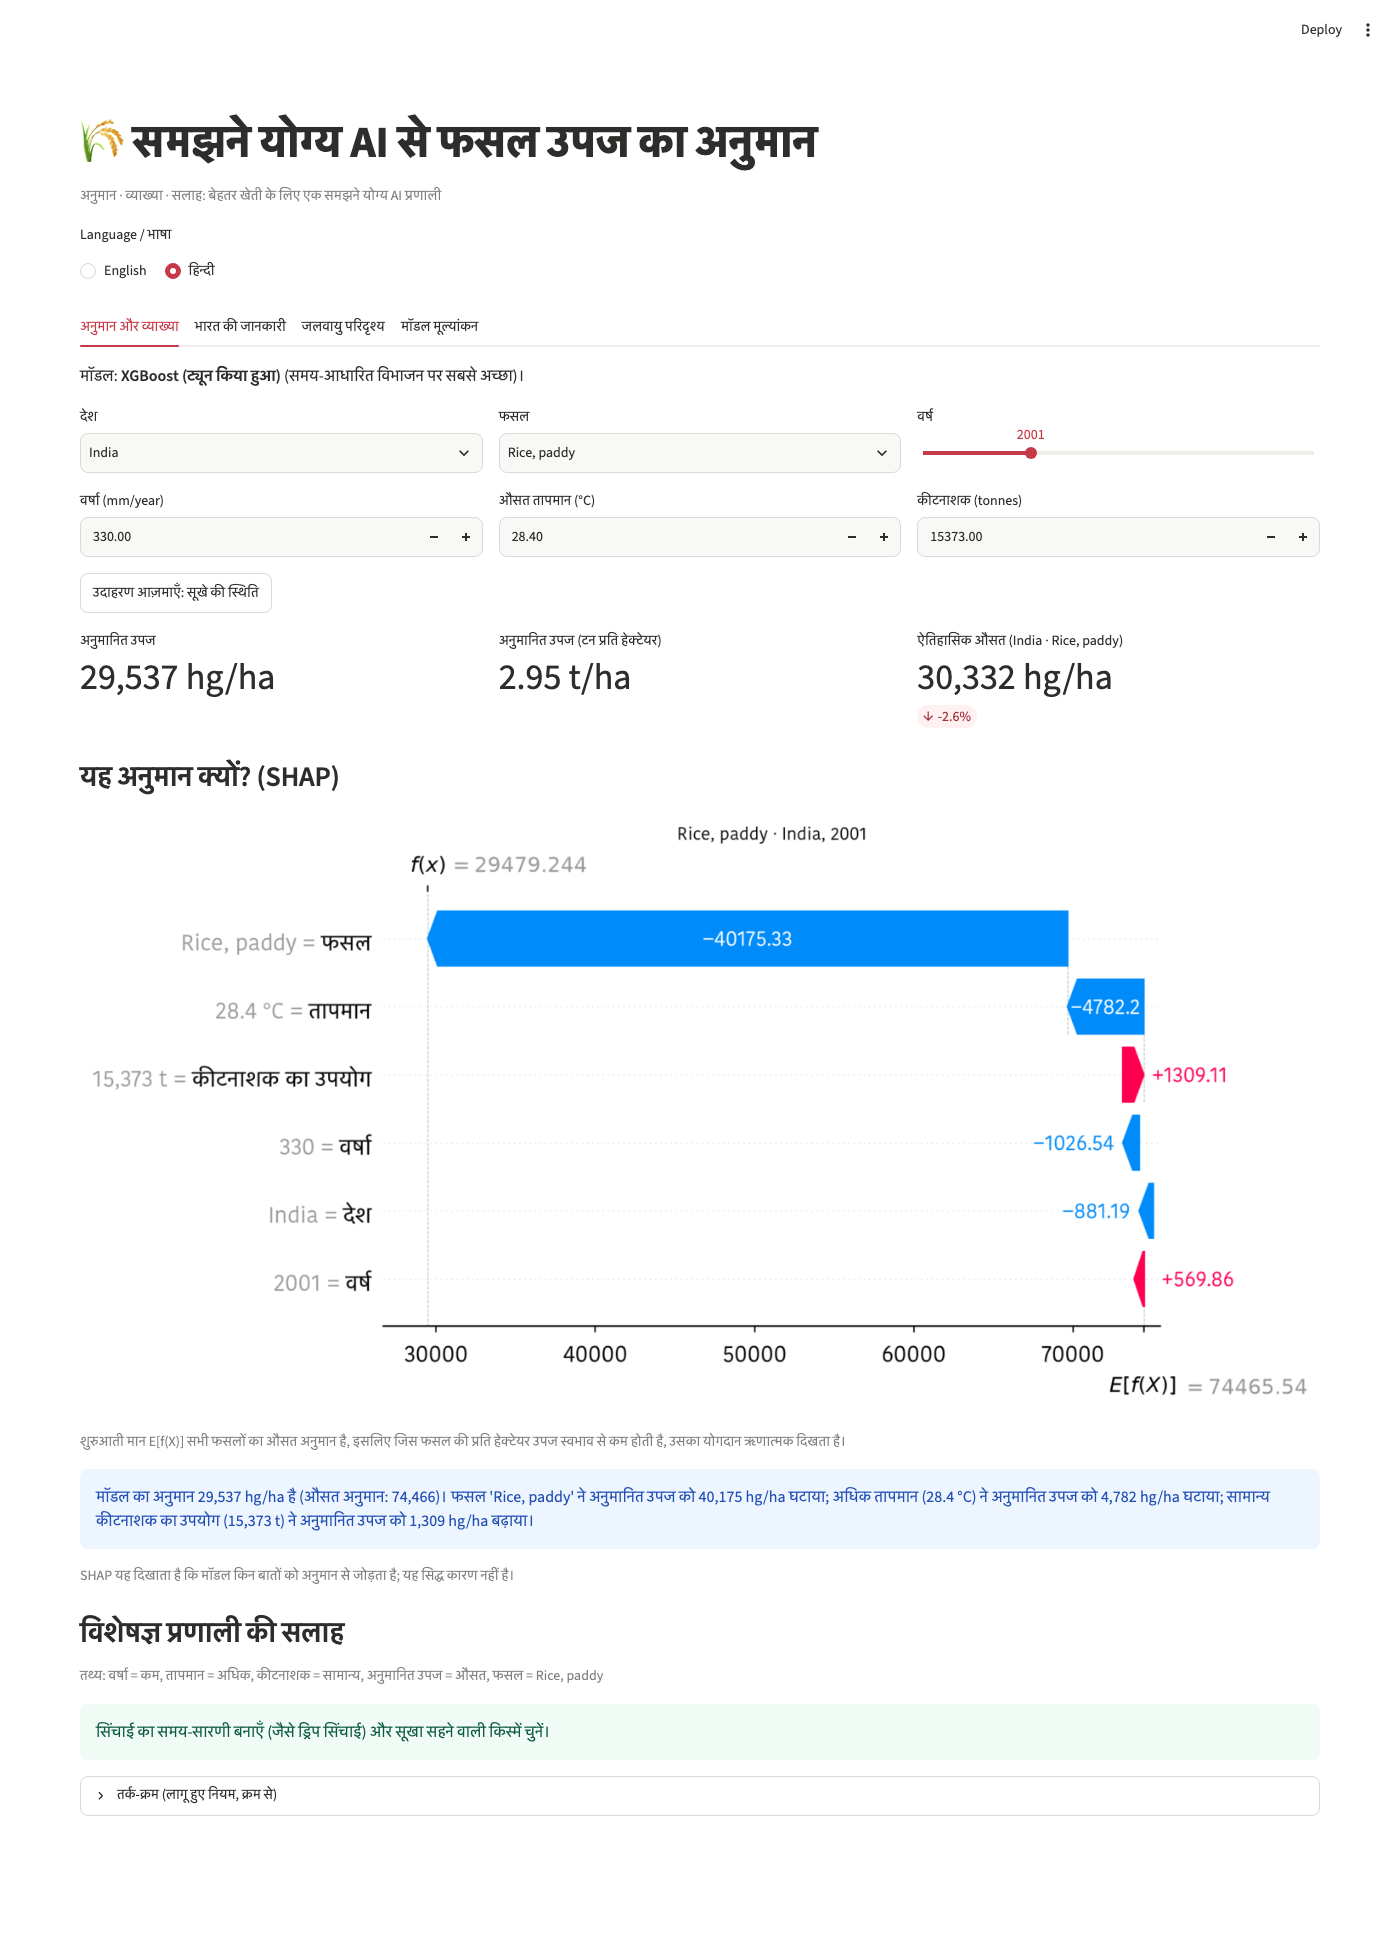 Deploy
समझने योग्य AI से फसल उपज का अनुमान
अनुमान · व्याख्या · सलाह: बेहतर खेती के लिए एक समझने योग्य AI प्रणाली
Language / भाषा
English हिन्दी
अनुमान और व्याख्या भारत की जानकारी जलवायु परिदृश्य मॉडल मूल्यांकन
मॉडल: XGBoost (ट्यून किया हुआ) (समय-आधारित विभाजन पर सबसे अच्छा)।
देश फसल वर्ष
2001
India Rice, paddy
वर्षा (mm/year) औसत तापमान (°C) कीटनाशक (tonnes)
330.00 28.40 15373.00
उदाहरण आज़माएँ: सूखे की स्थिति
अनुमानित उपज अनुमानित उपज (टन प्रति हेक्टेयर) ऐतिहासिक औसत (India · Rice, paddy)
29,537 hg/ha 2.95 t/ha 30,332 hg/ha
↓ -2.6%
यह अनुमान क्यों? (SHAP)
Rice, paddy · India, 2001
f(x) = 29479.244
Rice, paddy = फसल −40175.33
28.4 °C = तापमान −4782.2
15,373 t = कीटनाशक का उपयोग +1309.11
330 = वर्षा −1026.54
India = देश −881.19
2001 = वर्ष +569.86
30000 40000 50000 60000 70000
E[f(X)] = 74465.54
शुरुआती मान E[f(X)] सभी फसलों का औसत अनुमान है, इसलिए जिस फसल की प्रति हेक्टेयर उपज स्वभाव से कम होती है, उसका योगदान ऋणात्मक दिखता है।
मॉडल का अनुमान 29,537 hg/ha है (औसत अनुमान: 74,466)। फसल 'Rice, paddy' ने अनुमानित उपज को 40,175 hg/ha घटाया; अधिक तापमान (28.4 °C) ने अनुमानित उपज को 4,782 hg/ha घटाया; सामान्य
कीटनाशक का उपयोग (15,373 t) ने अनुमानित उपज को 1,309 hg/ha बढ़ाया।
SHAP यह दिखाता है कि मॉडल किन बातों को अनुमान से जोड़ता है; यह सिद्ध कारण नहीं है।
विशेषज्ञ प्रणाली की सलाह
तथ्य: वर्षा = कम, तापमान = अधिक, कीटनाशक = सामान्य, अनुमानित उपज = औसत, फसल = Rice, paddy
सिंचाई का समय-सारणी बनाएँ (जैसे ड्रिप सिंचाई) और सूखा सहने वाली किस्में चुनें।
तर्क-क्रम (लागू हुए नियम, क्रम से)